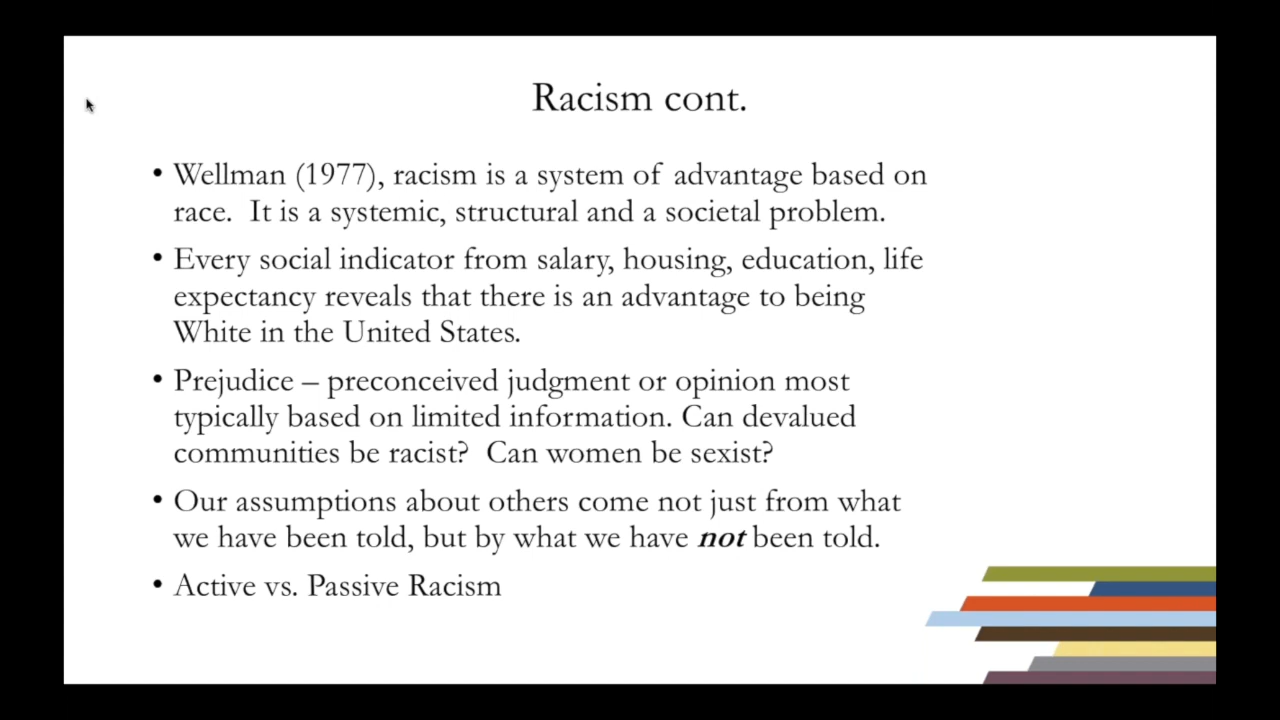 Racism cont.
• Wellman (1977), racism is a system of advantage based on
race.  It is a systemic, structural and a societal problem.
• Every social indicator from salary, housing, education, life
expectancy reveals that there is an advantage to being
White in the United States.
• Prejudice – preconceived judgment or opinion most
typically based on limited information. Can devalued
communities be racist?  Can women be sexist?
• Our assumptions about others come not just from what
we have been told, but by what we have not been told.
• Active vs. Passive Racism